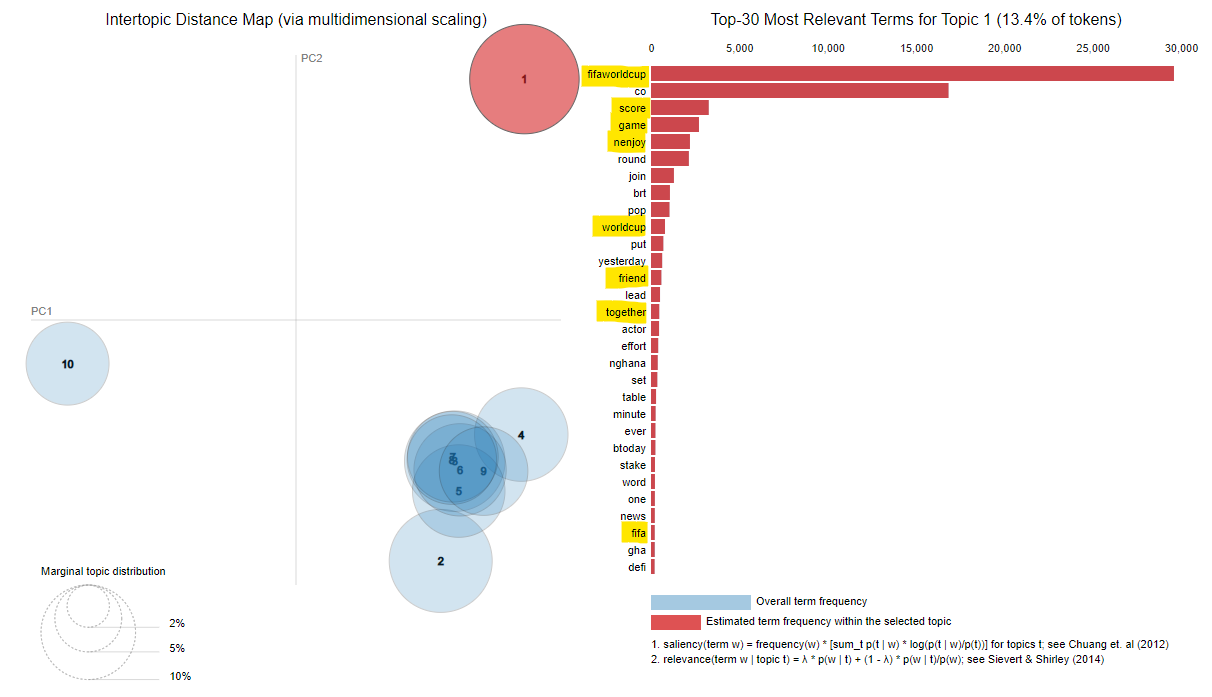 Intertopic Distance Map (via multidimensional scaling)
PC2
1
PC1
10
4
7
6
9
5
2
Marginal topic distribution
2%
5%
10%
Top-30 Most Relevant Terms for Topic 1 (13.4% of tokens)
0 5,000 10,000 15,000 20,000 25,000 30,000
fifaworldcup
co
score
game
nenjoy
round
join
brt
pop
worldcup
put
yesterday
friend
lead
together
actor
effort
nghana
set
table
minute
ever
btoday
stake
word
one
news
fifa
gha
defi
Overall term frequency
Estimated term frequency within the selected topic
1. saliency(term w) = frequency(w) * [sum_t p(t | w) * log(p(t | w)/p(t))] for topics t; see Chuang et. al (2012)
2. relevance(term w | topic t) = λ * p(w | t) + (1 - λ) * p(w | t)/p(w); see Sievert & Shirley (2014)